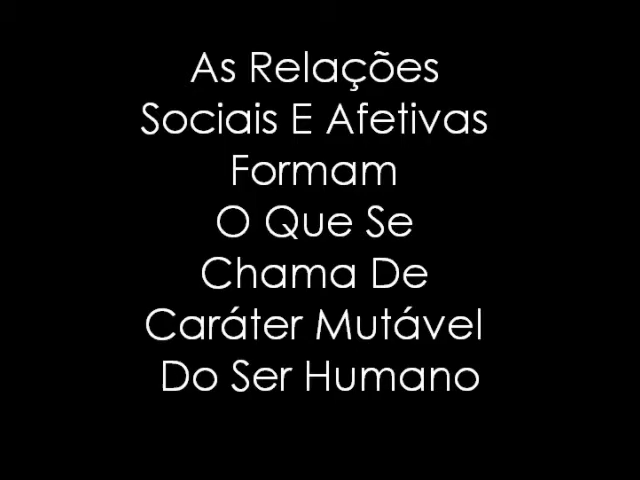 As Relações
Sociais E Afetivas
Formam
O Que Se
Chama De
Caráter Mutável
Do Ser Humano